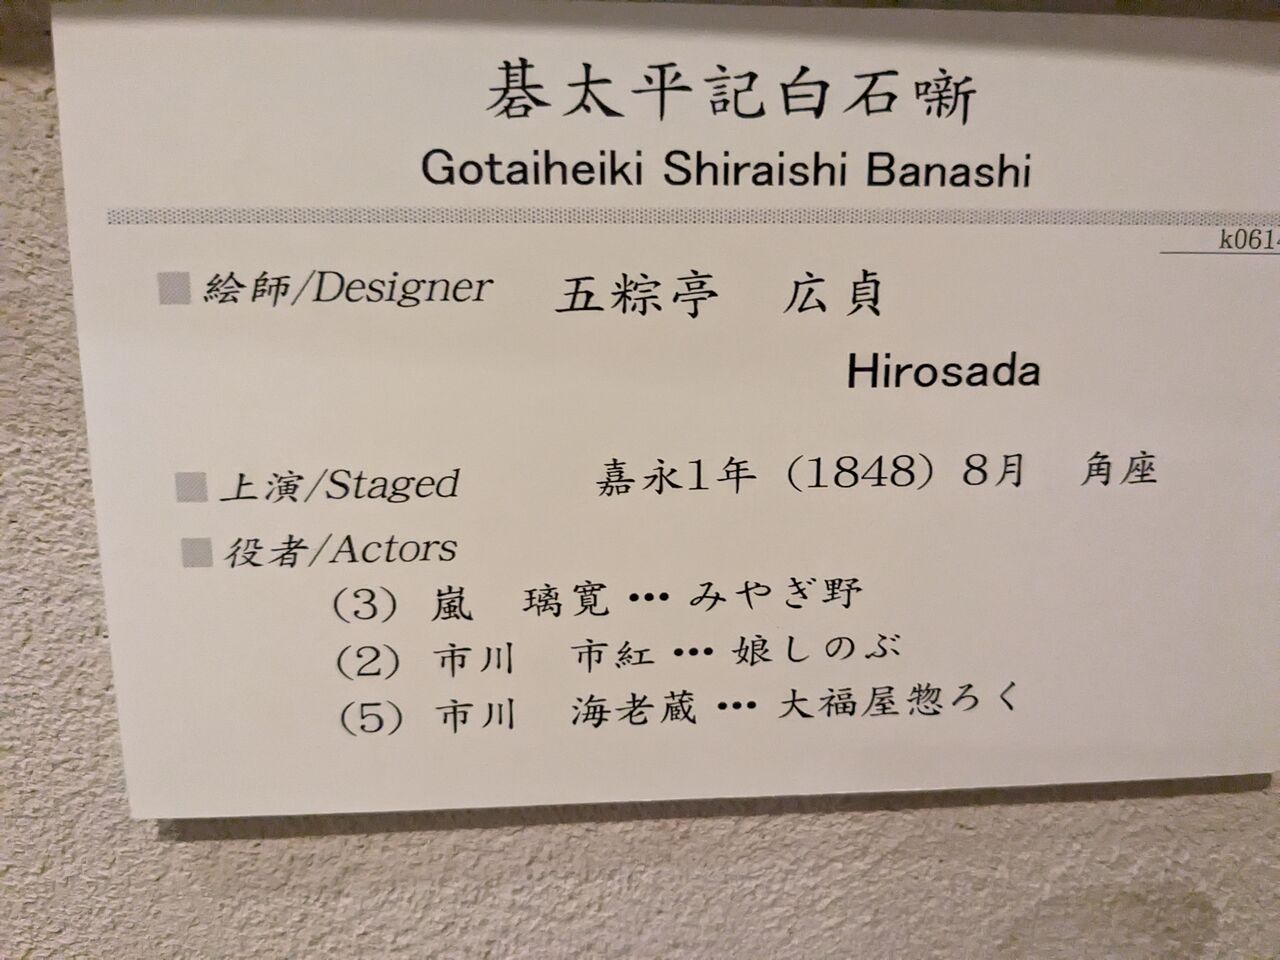 碁太平記白石噺
Gotaiheiki Shiraishi Banashi
k0614
絵師/Designer 五粽亭 広貞
Hirosada
上演/Staged 嘉永1年（1848）8月 角座
役者/Actors
（3） 嵐 璃寛 ••• みやぎ野
（2） 市川 市紅 ••• 娘しのぶ
（5） 市川 海老蔵 ••• 大福屋惣ろく